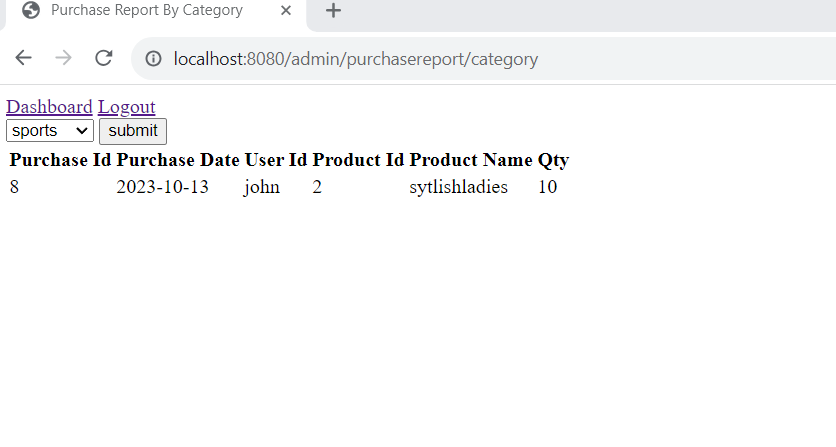 Purchase Report By Category
localhost:8080/admin/purchasereport/category
Dashboard Logout
sports submit
Purchase Id Purchase Date User Id Product Id Product Name Qty
8 2023-10-13 john 2 sytlishladies 10